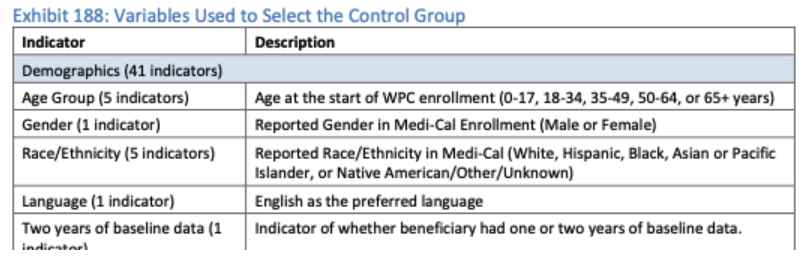 Exhibit 188: Variables Used to Select the Control Group
Indicator Description
Demographics (41 indicators)
Age Group (5 indicators) Age at the start of WPC enrollment (0-17, 18-34, 35-49, 50-64, or 65+ years)
Gender (1 indicator) Reported Gender in Medi-Cal Enrollment (Male or Female)
Race/Ethnicity (5 indicators) Reported Race/Ethnicity in Medi-Cal (White, Hispanic, Black, Asian or Pacific
Islander, or Native American/Other/Unknown)
Language (1 indicator) English as the preferred language
Two years of baseline data (1 Indicator of whether beneficiary had one or two years of baseline data.
indicator)